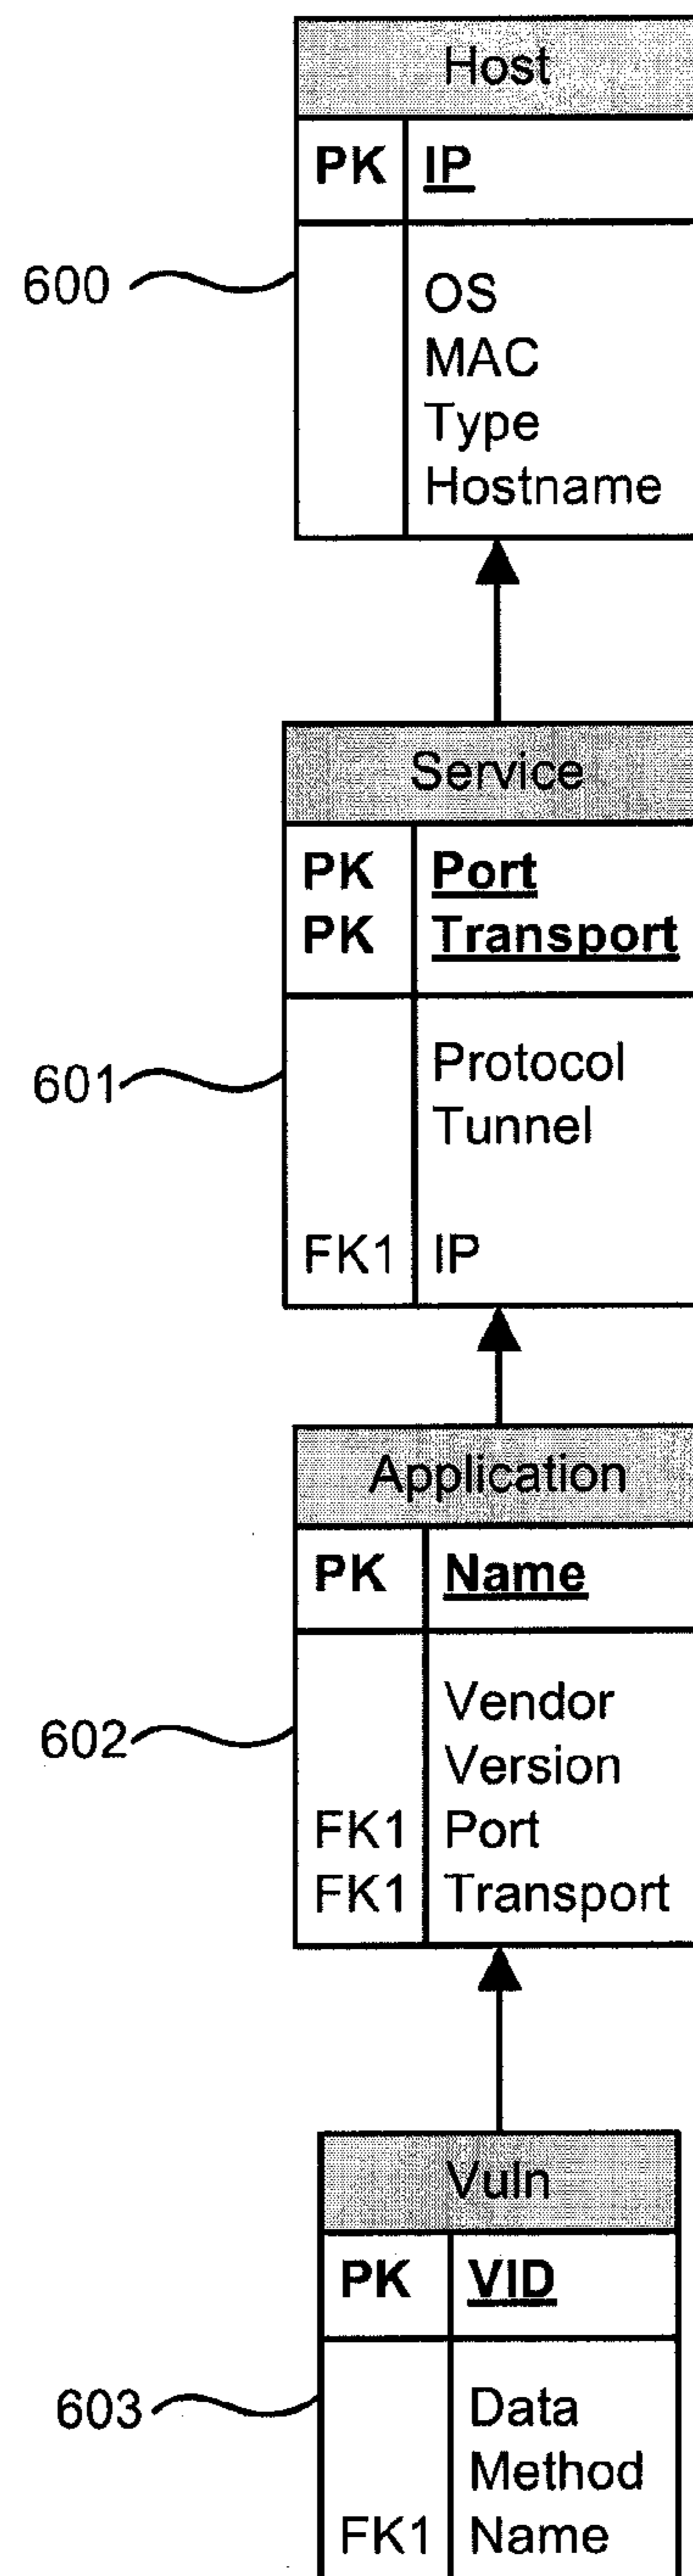 Host
PK IP
600
OS
MAC
Type
Hostname
Service
PK Port
PK Transport
601
Protocol
Tunnel
FK1 IP
Application
PK Name
602
Vendor
Version
FK1 Port
FK1 Transport
Vuln
PK VID
603
Data
Method
FK1 Name